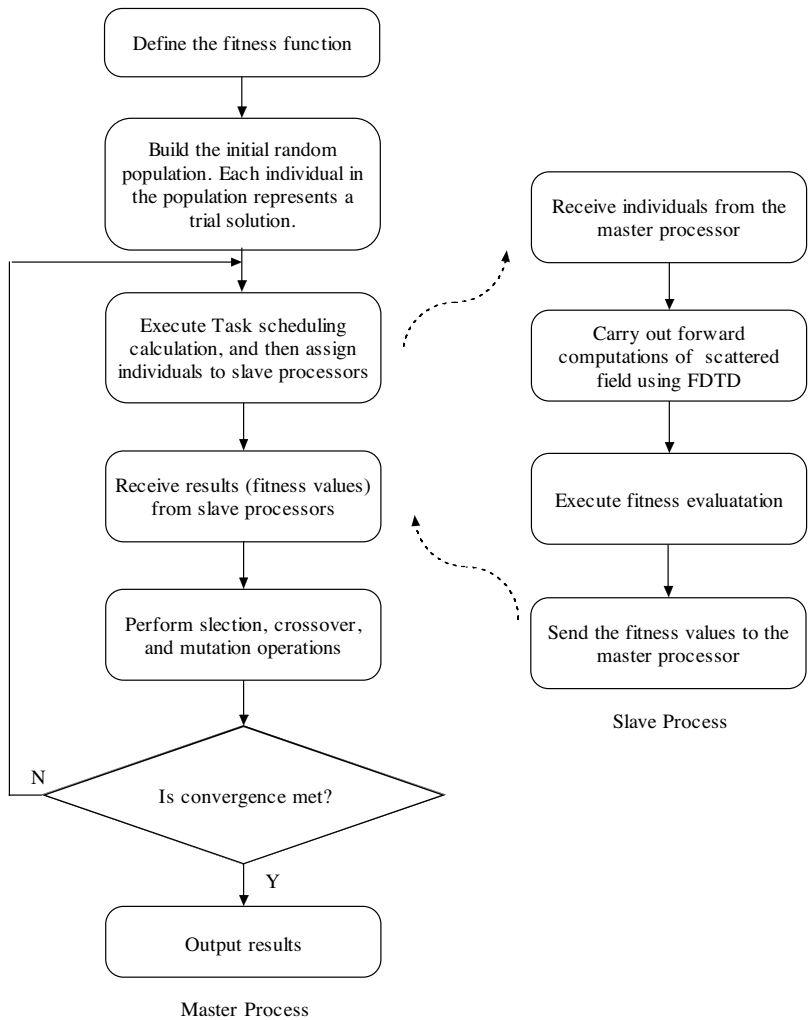 Define the fitness function
Build the initial random
population. Each individual in
the population represents a
trial solution.
Execute Task scheduling
calculation, and then assign
individuals to slave processors
Receive results (fitness values)
from slave processors
Perform slection, crossover,
and mutation operations
N
Is convergence met?
Y
Output results
Master Process
Receive individuals from the
master processor
Carry out forward
computations of scattered
field using FDTD
Execute fitness evaluatation
Send the fitness values to the
master processor
Slave Process